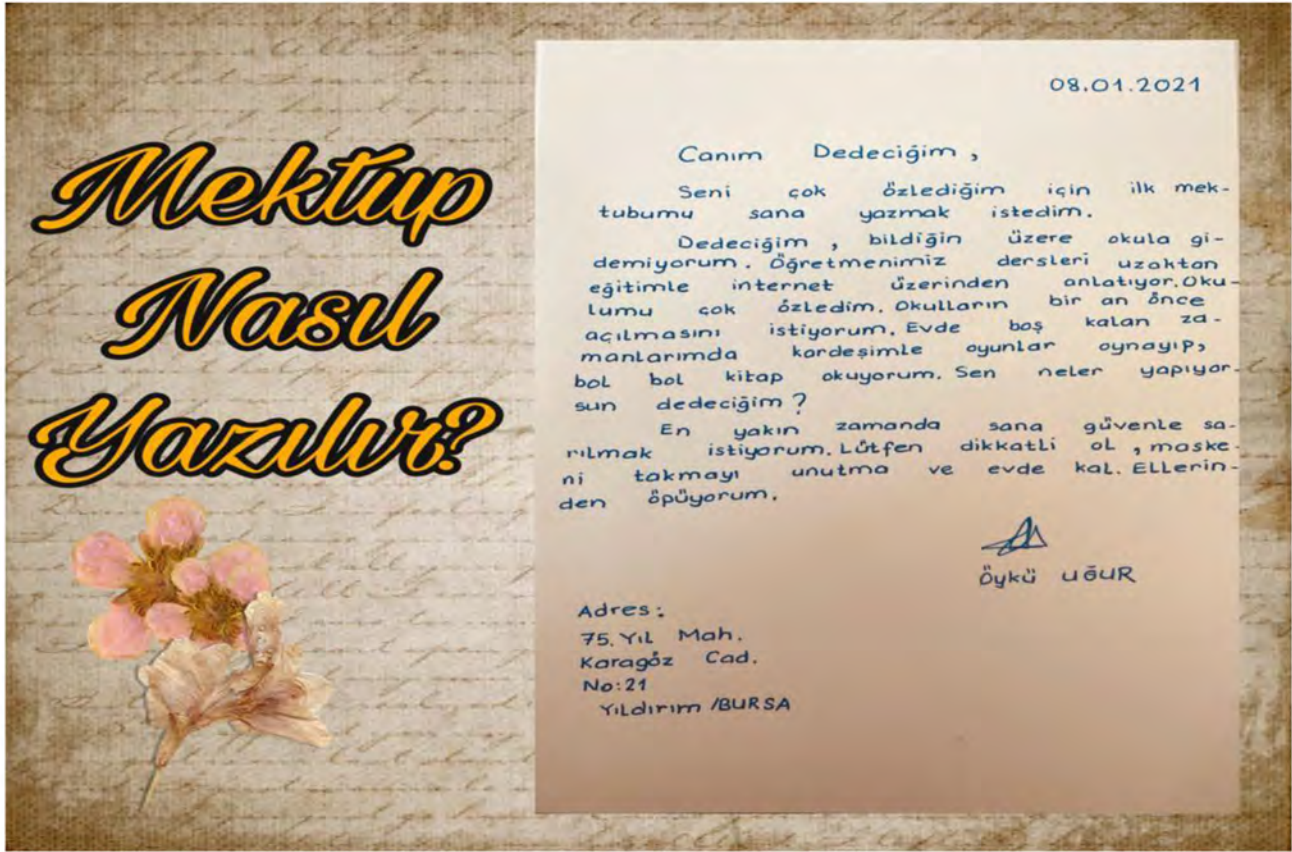 Mektup
Nasıl
Yazılır?
08.01.2021
Canım Dedeciğim,
Seni çok özlediğim için ilk mek-
tubumu sana yazmak istedim.
Dedeciğim, bildiğin üzere okula gi-
demiyorum. Öğretmenimiz dersleri uzaktan
eğitimle internet üzerinden anlatıyor. Oku-
lumu çok özledim. Okulların bir an önce
açılmasını istiyorum. Evde boş kalan za-
manlarımda kardeşimle oyunlar oynayıp,
bol bol kitap okuyorum. Sen neler yapıyor-
sun dedeciğim?
En yakın zamanda sana güvenle sa-
rılmak istiyorum. Lütfen dikkatli ol, maske-
ni takmayı unutma ve evde kal. Ellerin-
den öpüyorum.
Öykü UĞUR
Adres:
75. Yıl Mah.
Karagöz Cad.
No:21
Yıldırım /BURSA